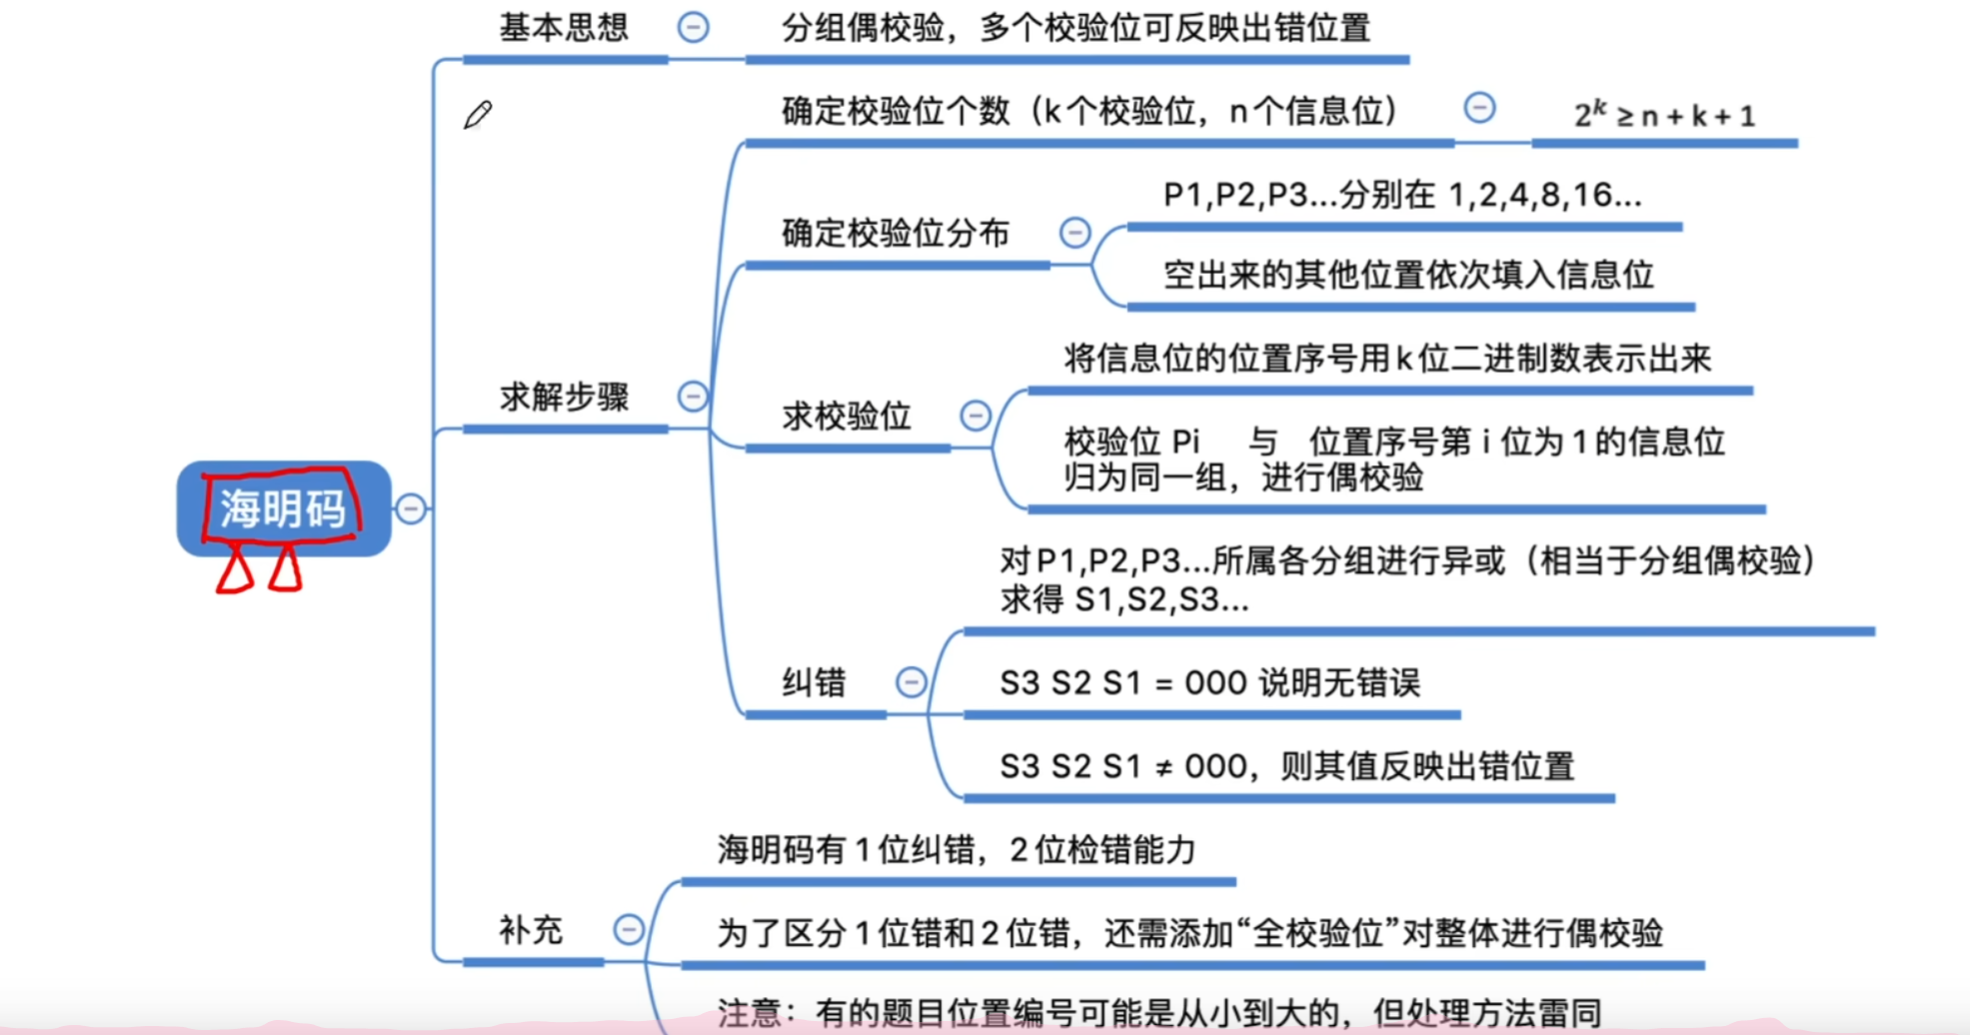 海明码
基本思想
分组偶校验，多个校验位可反映出错位置
求解步骤
确定校验位个数（k个校验位，n个信息位）
2^k ≥ n + k + 1
确定校验位分布
P1,P2,P3...分别在 1,2,4,8,16...
空出来的其他位置依次填入信息位
求校验位
将信息位的位置序号用k位二进制数表示出来
校验位 Pi 与 位置序号第 i 位为1的信息位
归为同一组，进行偶校验
纠错
对P1,P2,P3...所属各分组进行异或（相当于分组偶校验）
求得 S1,S2,S3...
S3 S2 S1 = 000 说明无错误
S3 S2 S1 ≠ 000，则其值反映出错位置
补充
海明码有1位纠错，2位检错能力
为了区分1位错和2位错，还需添加“全校验位”对整体进行偶校验
注意：有的题目位置编号可能是从小到大的，但处理方法雷同